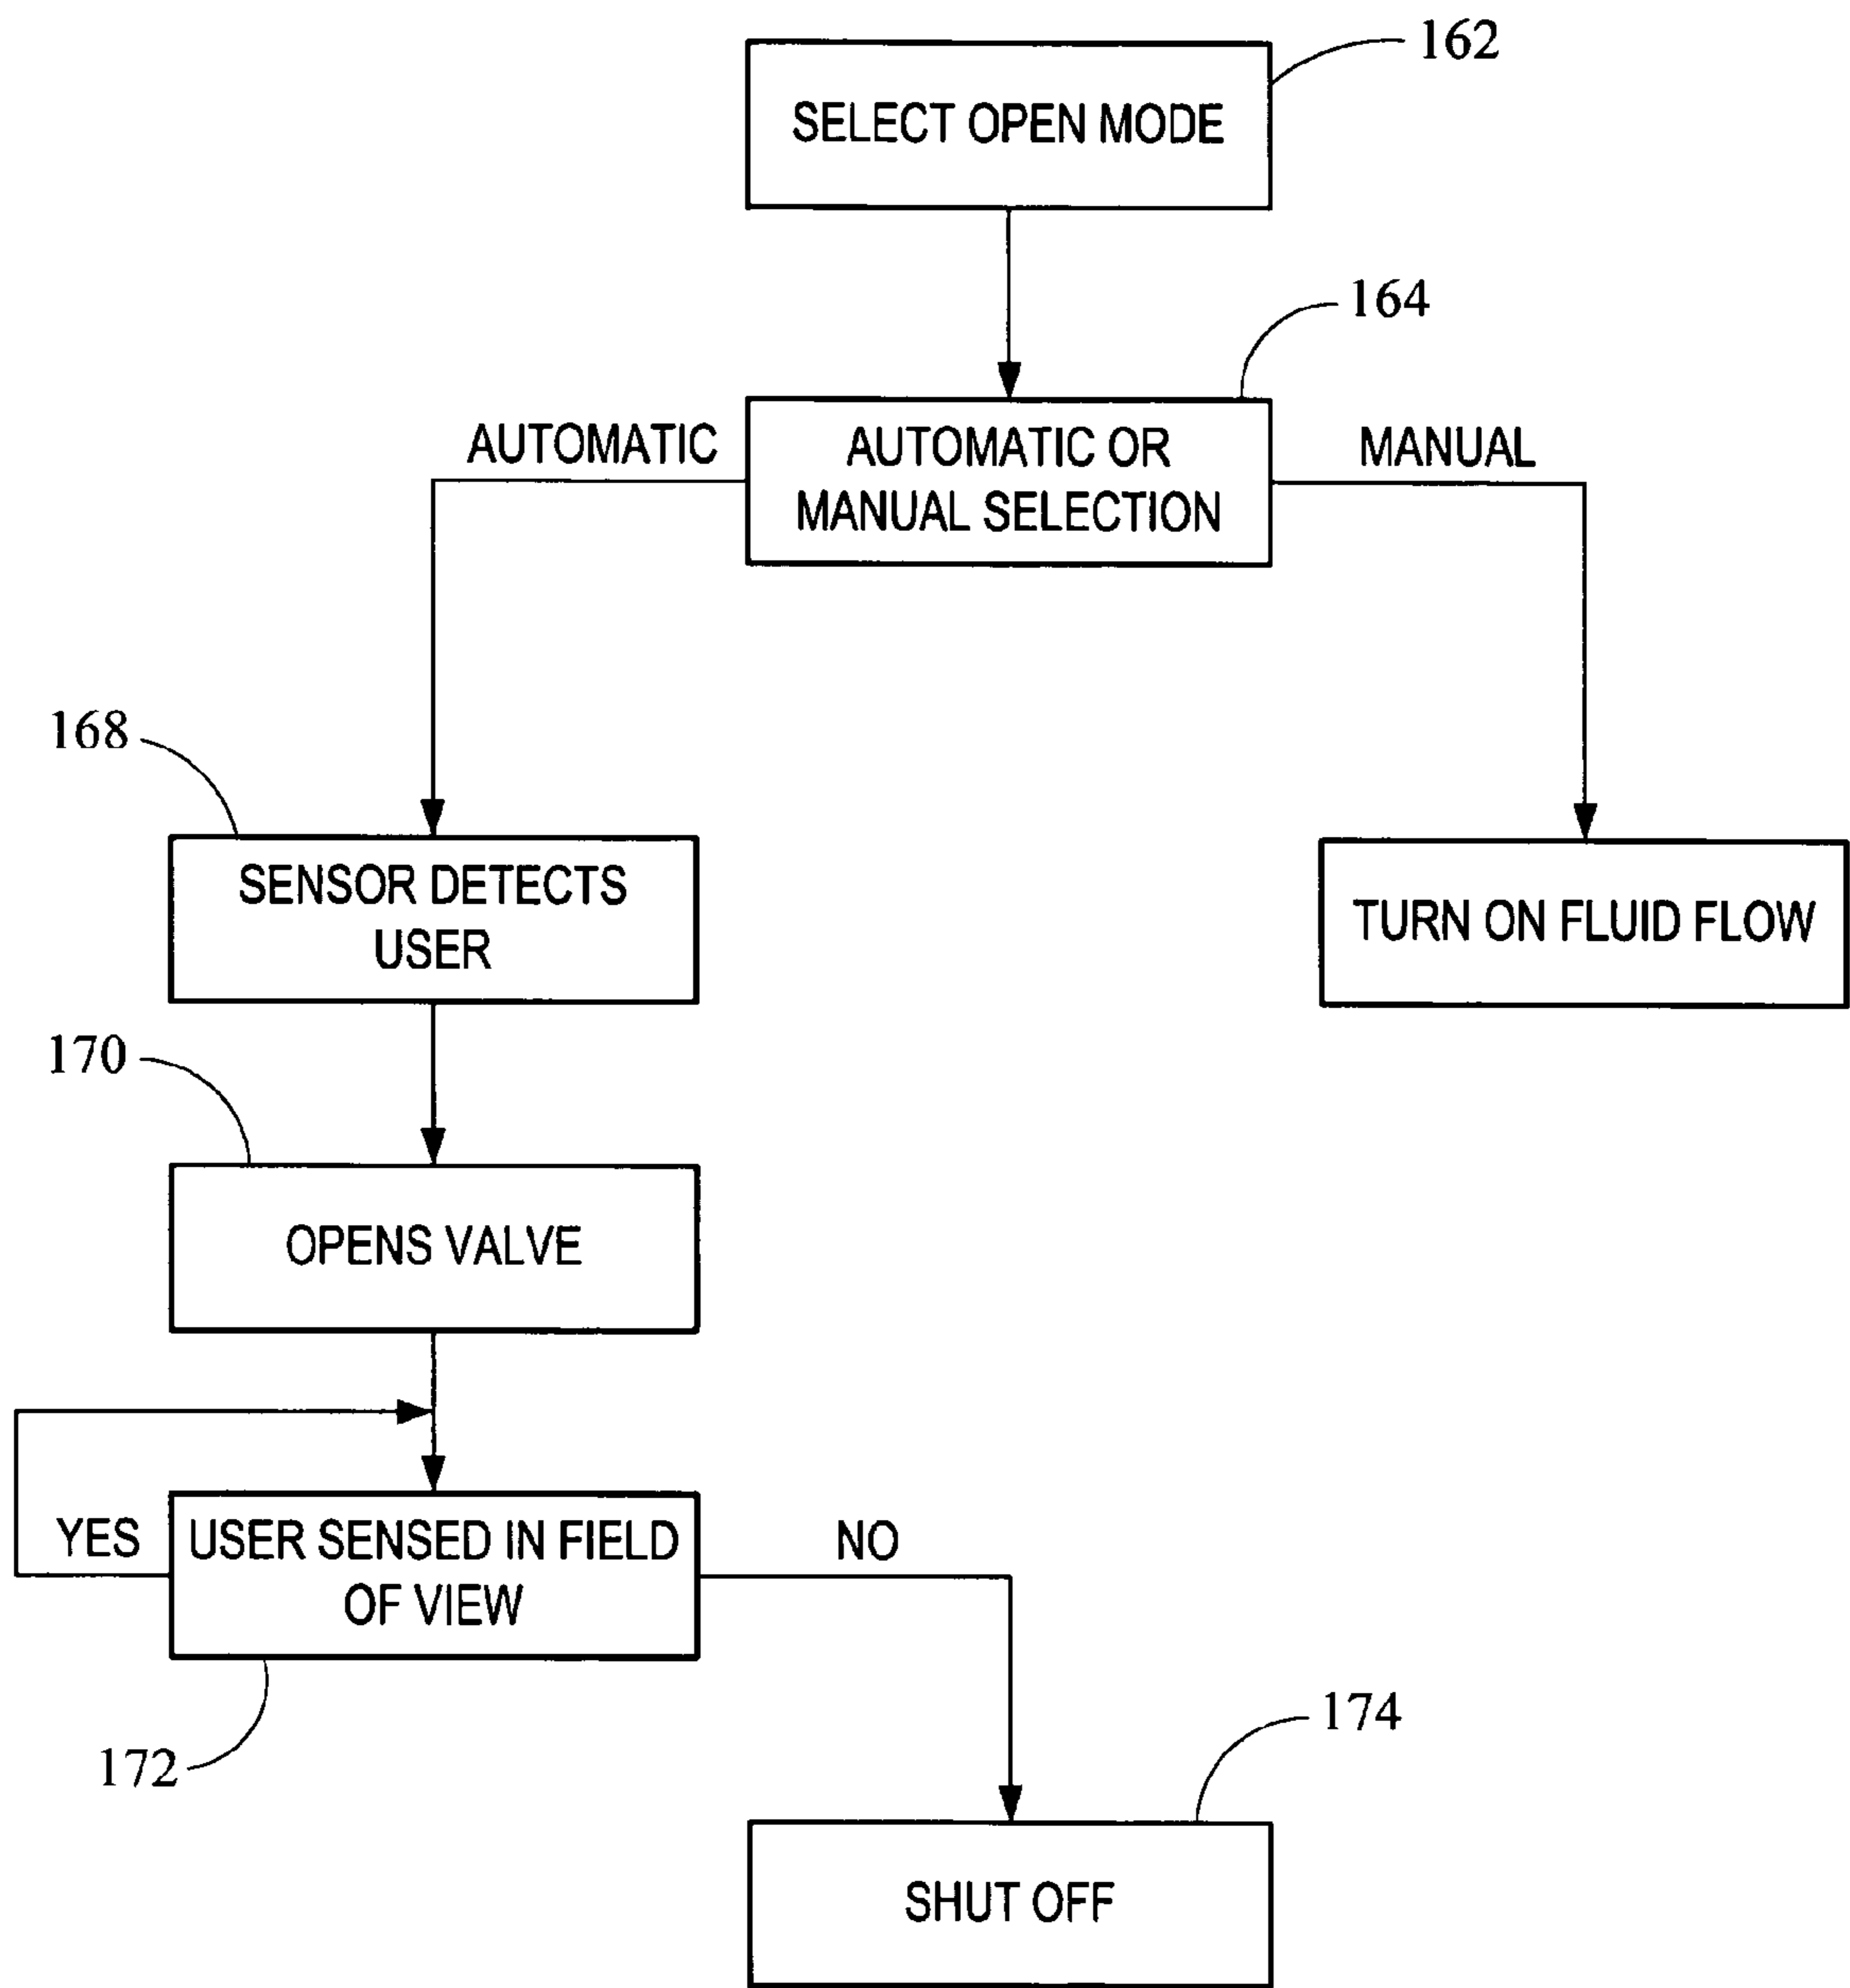 162
SELECT OPEN MODE
164
AUTOMATIC
AUTOMATIC OR
MANUAL SELECTION
MANUAL
168
SENSOR DETECTS
USER
TURN ON FLUID FLOW
170
OPENS VALVE
YES
USER SENSED IN FIELD
OF VIEW
NO
172
174
SHUT OFF